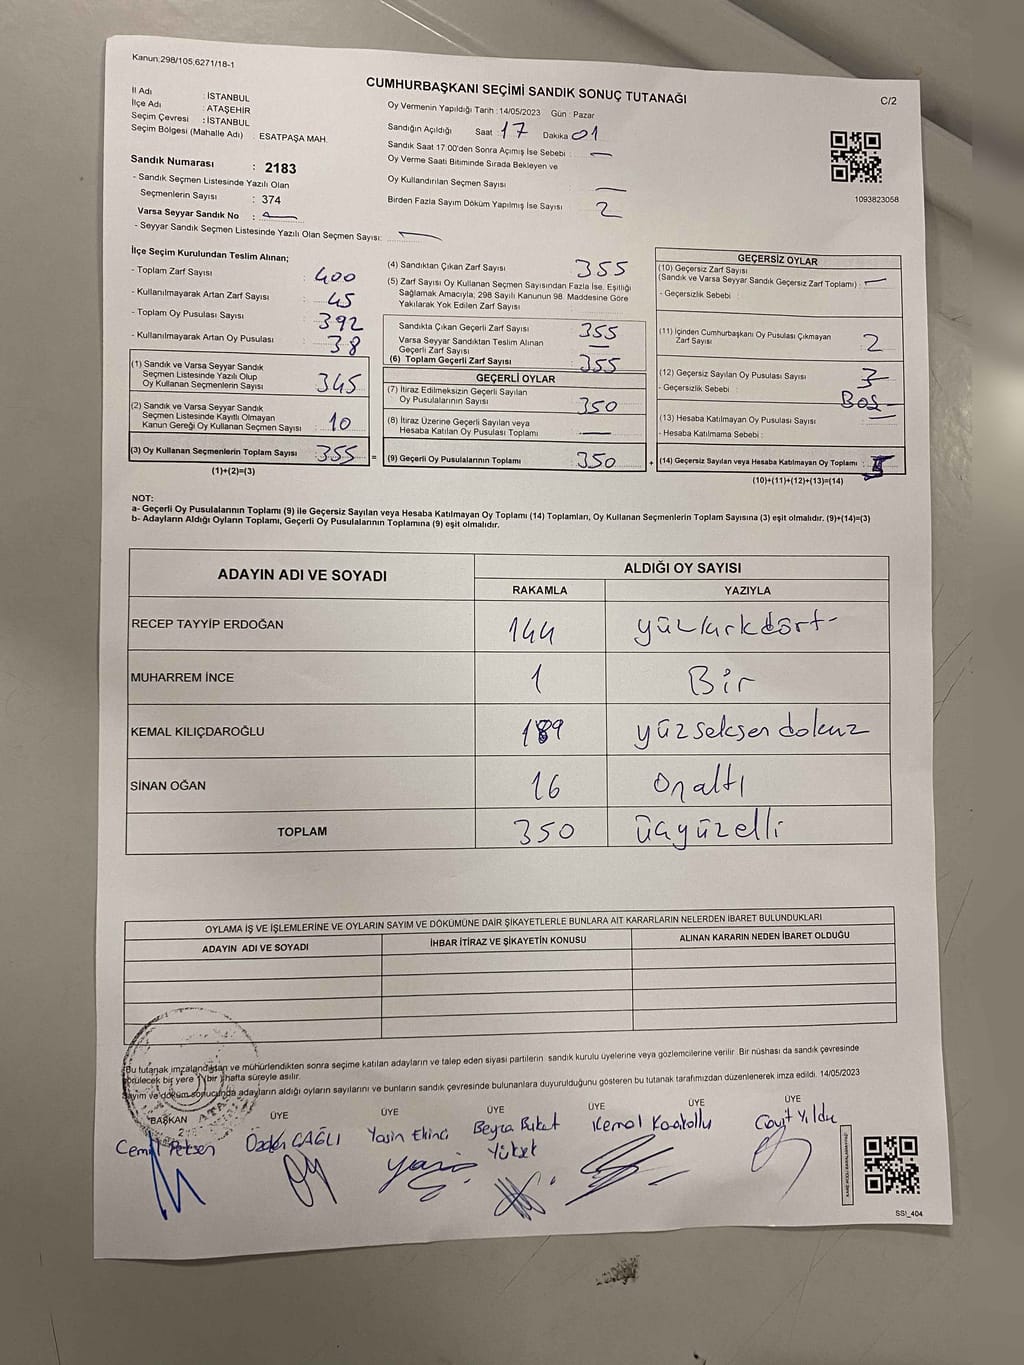 Kanun:298/105,6271/18-1
CUMHURBAŞKANI SEÇİMİ SANDIK SONUÇ TUTANAĞI
C/2
İl Adı : İSTANBUL
İlçe Adı : ATAŞEHİR
Seçim Çevresi : İSTANBUL
Seçim Bölgesi (Mahalle Adı) : ESATPAŞA MAH.
Sandık Numarası : 2183
- Sandık Seçmen Listesinde Yazılı Olan
Seçmenlerin Sayısı : 374
Varsa Seyyar Sandık No : —
- Seyyar Sandık Seçmen Listesinde Yazılı Olan Seçmen Sayısı: —
Oy Vermenin Yapıldığı Tarih : 14/05/2023 Gün : Pazar
Sandığın Açıldığı Saat : 17 Dakika : 01
Sandık Saat 17:00'den Sonra Açımış İse Sebebi : —
Oy Verme Saati Bitiminde Sırada Bekleyen ve
Oy Kullandırılan Seçmen Sayısı —
Birden Fazla Sayım Döküm Yapılmış İse Sayısı 2
1093823058
İlçe Seçim Kurulundan Teslim Alınan;
- Toplam Zarf Sayısı : 400
- Kullanılmayarak Artan Zarf Sayısı : 45
- Toplam Oy Pusulası Sayısı : 392
- Kullanılmayarak Artan Oy Pusulası : 38
(1) Sandık ve Varsa Seyyar Sandık
Seçmen Listesinde Yazılı Olup
Oy Kullanan Seçmenlerin Sayısı : 345
(2) Sandık ve Varsa Seyyar Sandık
Seçmen Listesinde Kayıtlı Olmayan
Kanun Gereği Oy Kullanan Seçmen Sayısı : 10
(3) Oy Kullanan Seçmenlerin Toplam Sayısı : 355 =
(1)+(2)=(3)
(4) Sandıktan Çıkan Zarf Sayısı 355
(5) Zarf Sayısı Oy Kullanan Seçmen Sayısından Fazla İse, Eşitliği
Sağlamak Amacıyla; 298 Sayılı Kanunun 98. Maddesine Göre
Yakılarak Yok Edilen Zarf Sayısı :
Sandıkta Çıkan Geçerli Zarf Sayısı 355
Varsa Seyyar Sandıktan Teslim Alınan
Geçerli Zarf Sayısı —
(6) Toplam Geçerli Zarf Sayısı 355
GEÇERLİ OYLAR
(7) İtiraz Edilmeksizin Geçerli Sayılan
Oy Pusulalarının Sayısı 350
(8) İtiraz Üzerine Geçerli Sayılan veya
Hesaba Katılan Oy Pusulası Toplamı —
(9) Geçerli Oy Pusulalarının Toplamı 350 +
GEÇERSİZ OYLAR
(10) Geçersiz Zarf Sayısı
(Sandık ve Varsa Seyyar Sandık Geçersiz Zarf Toplamı) : —
- Geçersizlik Sebebi :
(11) İçinden Cumhurbaşkanı Oy Pusulası Çıkmayan
Zarf Sayısı : 2
(12) Geçersiz Sayılan Oy Pusulası Sayısı : 3
- Geçersizlik Sebebi : Boş
(13) Hesaba Katılmayan Oy Pusulası Sayısı : —
- Hesaba Katılmama Sebebi :
(14) Geçersiz Sayılan veya Hesaba Katılmayan Oy Toplamı : 5
(10)+(11)+(12)+(13)=(14)
NOT:
a- Geçerli Oy Pusulalarının Toplamı (9) ile Geçersiz Sayılan veya Hesaba Katılmayan Oy Toplamı (14) Toplamları, Oy Kullanan Seçmenlerin Toplam Sayısına (3) eşit olmalıdır. (9)+(14)=(3)
b- Adayların Aldığı Oyların Toplamı, Geçerli Oy Pusulalarının Toplamına (9) eşit olmalıdır.
ADAYIN ADI VE SOYADI
ALDIĞI OY SAYISI
RAKAMLA YAZIYLA
RECEP TAYYİP ERDOĞAN 144 yüzkırkdört-
MUHARREM İNCE 1 Bir
KEMAL KILIÇDAROĞLU 189 yüzseksendokuz
SİNAN OĞAN 16 onaltı
TOPLAM 350 üçyüzelli
OYLAMA İŞ VE İŞLEMLERİNE VE OYLARIN SAYIM VE DÖKÜMÜNE DAİR ŞİKAYETLERLE BUNLARA AİT KARARLARIN NELERDEN İBARET BULUNDUKLARI
ADAYIN ADI VE SOYADI İHBAR İTİRAZ VE ŞİKAYETİN KONUSU ALINAN KARARIN NEDEN İBARET OLDUĞU
Bu tutanak imzalandıktan ve mühürlendikten sonra seçime katılan adayların ve talep eden siyasi partilerin sandık kurulu üyelerine veya gözlemcilerine verilir. Bir nüshası da sandık çevresinde
görülecek bir yere (bir) hafta süreyle asılır.
Sayım ve döküm sonucunda adayların aldığı oyların sayılarını ve bunların sandık çevresinde bulunanlara duyurulduğunu gösteren bu tutanak tarafımızdan düzenlenerek imza edildi. 14/05/2023
BAŞKAN ÜYE ÜYE ÜYE ÜYE ÜYE ÜYE
Özden ÇAĞLI Yasin Ekinci Beyza Buket Kemal
Yüksel
SSI_404